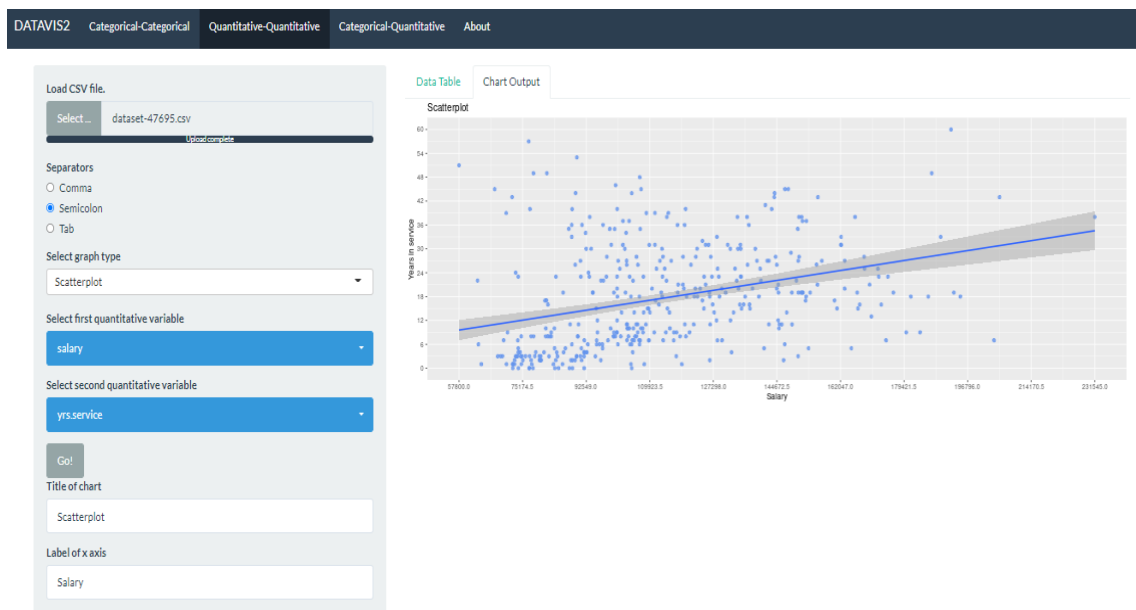 DATAVIS2 Categorical-Categorical Quantitative-Quantitative Categorical-Quantitative About
Load CSV file.
Select ... dataset-47695.csv
Upload complete
Separators
Comma
Semicolon
Tab
Select graph type
Scatterplot
Select first quantitative variable
salary
Select second quantitative variable
yrs.service
Go!
Title of chart
Scatterplot
Label of x axis
Salary
Data Table Chart Output
Scatterplot
60
54
48
42
36
30
24
18
12
6
0
Years in service
57800.0 75174.5 92549.0 109923.5 127298.0 144672.5 162047.0 179421.5 196796.0 214170.5 231545.0
Salary